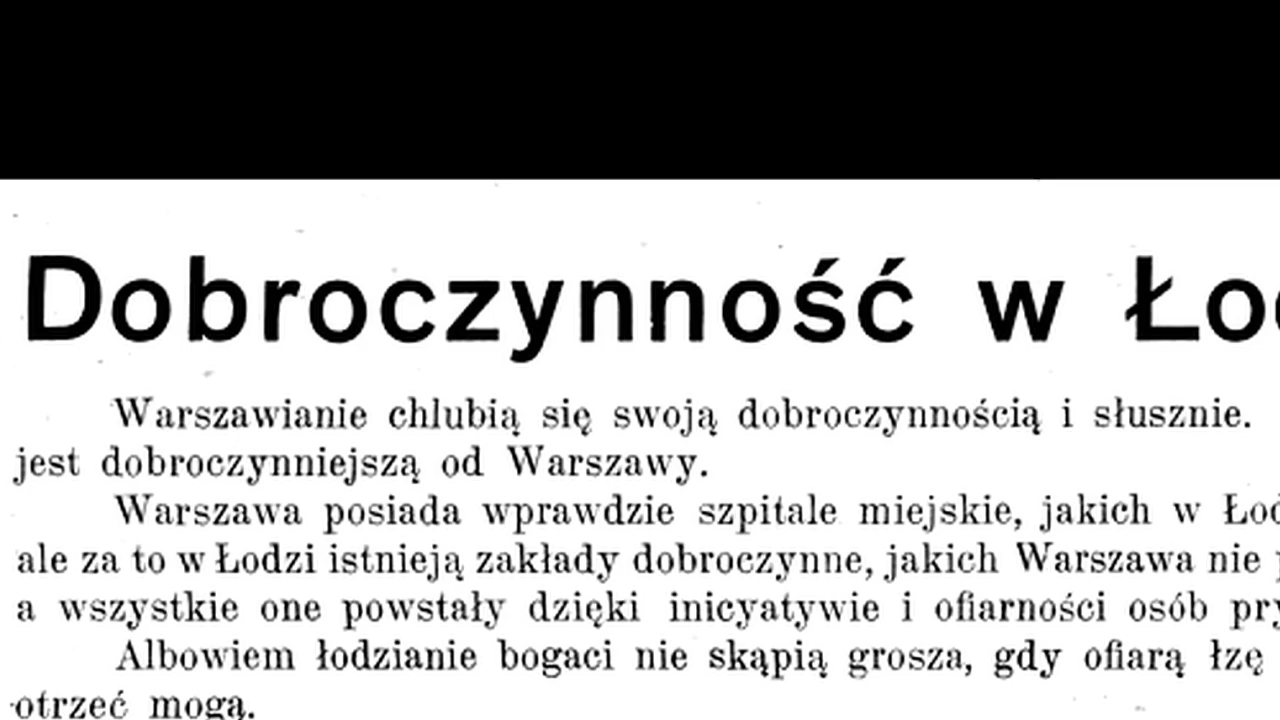 Dobroczynność w
Warszawianie chlubią się swoją dobroczynnością i słusznie.
jest dobroczynniejszą od Warszawy.
Warszawa posiada wprawdzie szpitale miejskie, jakich w
ale za to w Łodzi istnieją zakłady dobroczynne, jakich Warszawa nie
a wszystkie one powstały dzięki inicyatywie i ofiarności osób
Albowiem łodzianie bogaci nie skąpią grosza, gdy ofiarą łzę
otrzeć mogą.